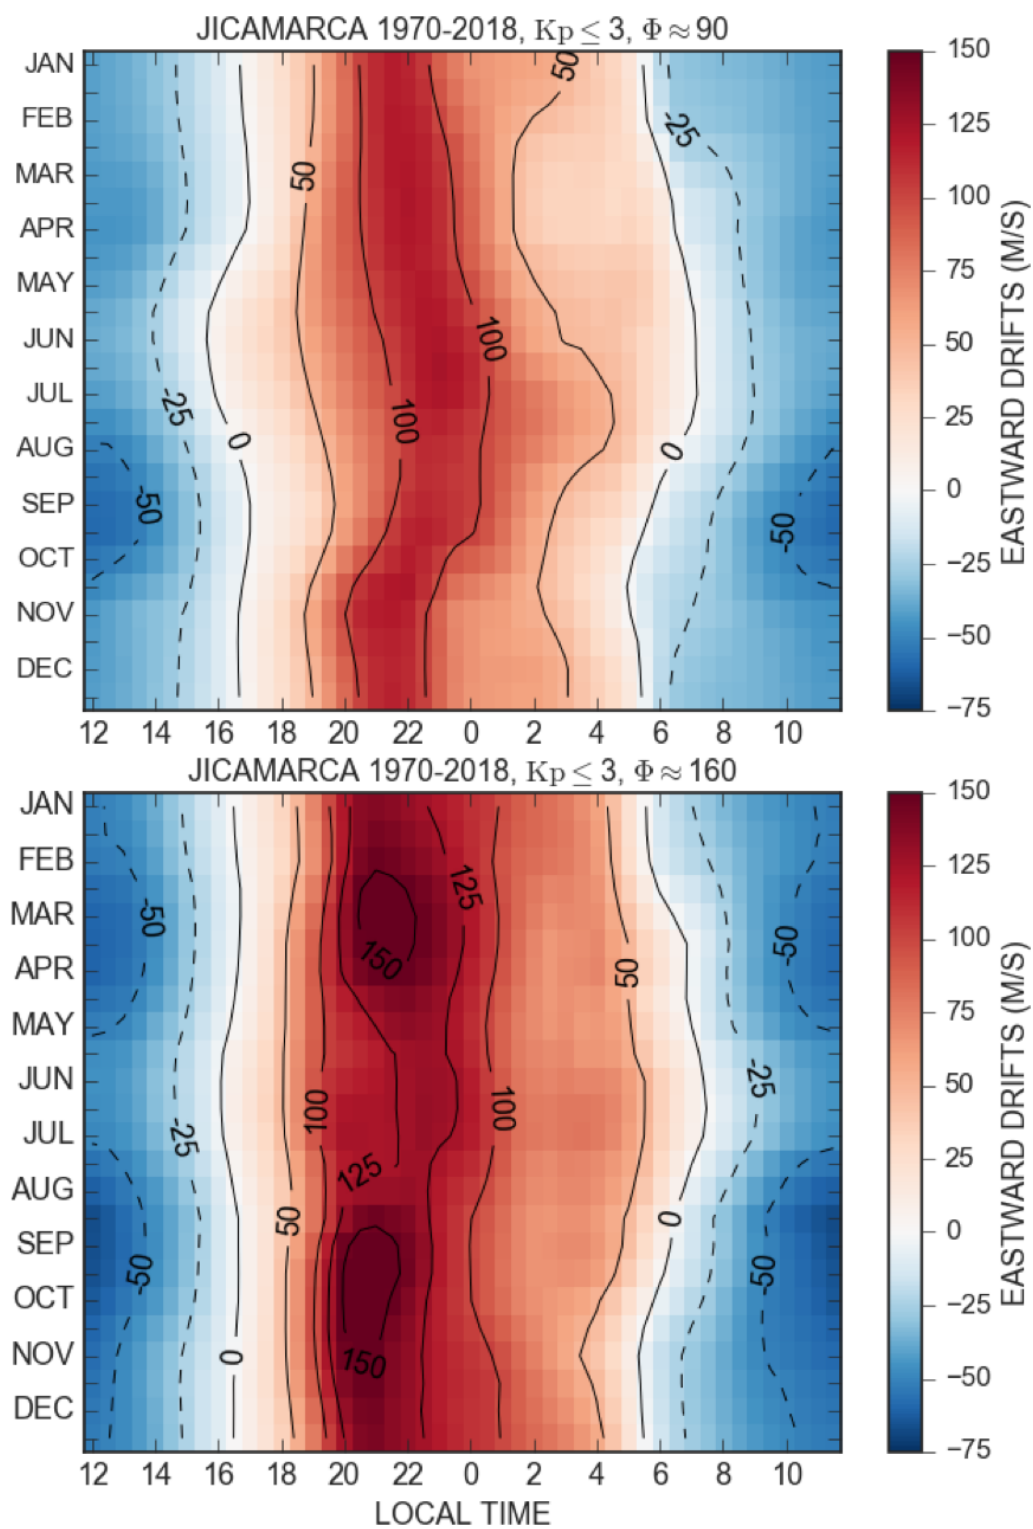 JICAMARCA 1970-2018, Kp ≤ 3, Φ ≈ 90
JAN
FEB
MAR
APR
MAY
JUN
JUL
AUG
SEP
OCT
NOV
DEC
50
50
-25
100
100
-25
0
0
-50
-50
12 14 16 18 20 22 0 2 4 6 8 10
150
125
100
75
50
25
0
−25
−50
−75
EASTWARD DRIFTS (M/S)
JICAMARCA 1970-2018, Kp ≤ 3, Φ ≈ 160
JAN
FEB
MAR
APR
MAY
JUN
JUL
AUG
SEP
OCT
NOV
DEC
125
-50
150
-50
50
-25
100
100
-25
125
50
0
-50
-50
0
150
12 14 16 18 20 22 0 2 4 6 8 10
LOCAL TIME
150
125
100
75
50
25
0
−25
−50
−75
EASTWARD DRIFTS (M/S)